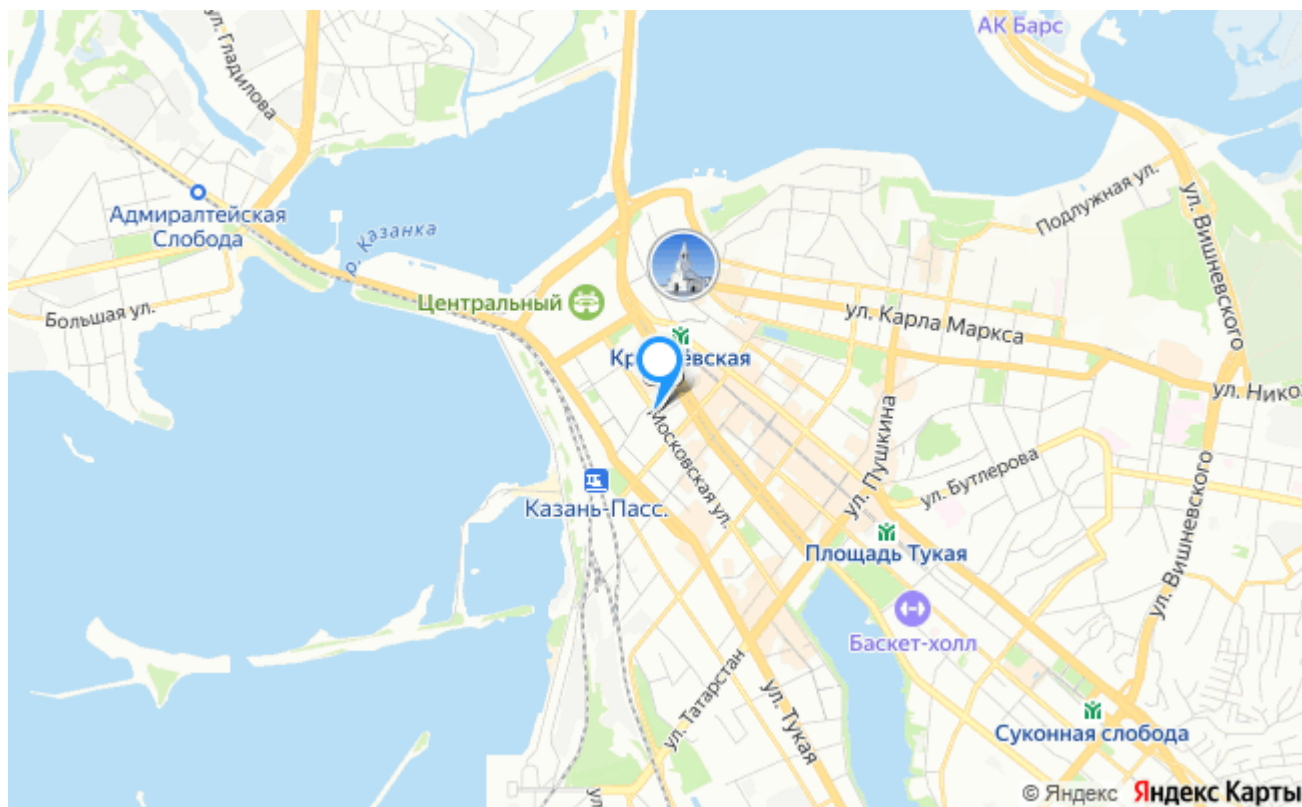 АК Барс
ул. Гладилова
Подлужная ул.
ул. Вишневского
Адмиралтейская
Слобода
р. Казанка
Центральный
Большая ул.
ул. Карла Маркса
ул. Нико
Московская ул.
ул. Пушкина
ул. Бутлерова
Казань-Пасс.
Площадь Тукая
ул. Вишневского
Баскет-холл
ул. Татарстан
ул. Тукая
Суконная слобода
ул
© Яндекс Яндекс Карты